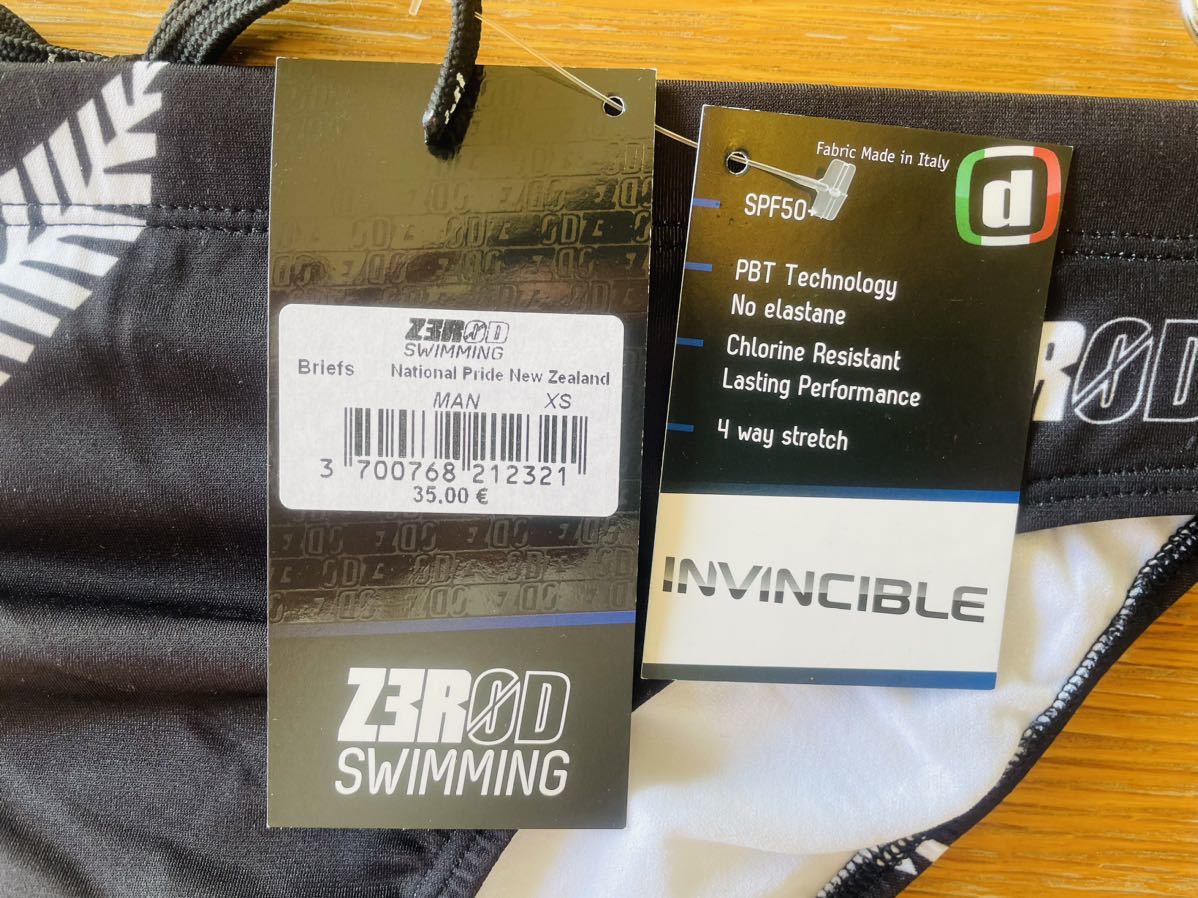 Z3RØD
SWIMMING
Briefs National Pride New Zealand
MAN XS
3 700768 212321
35.00 €
Z3RØD
SWIMMING
Fabric Made in Italy
d
SPF50+
PBT Technology
No elastane
Chlorine Resistant
Lasting Performance
4 way stretch
INVINCIBLE
RØD